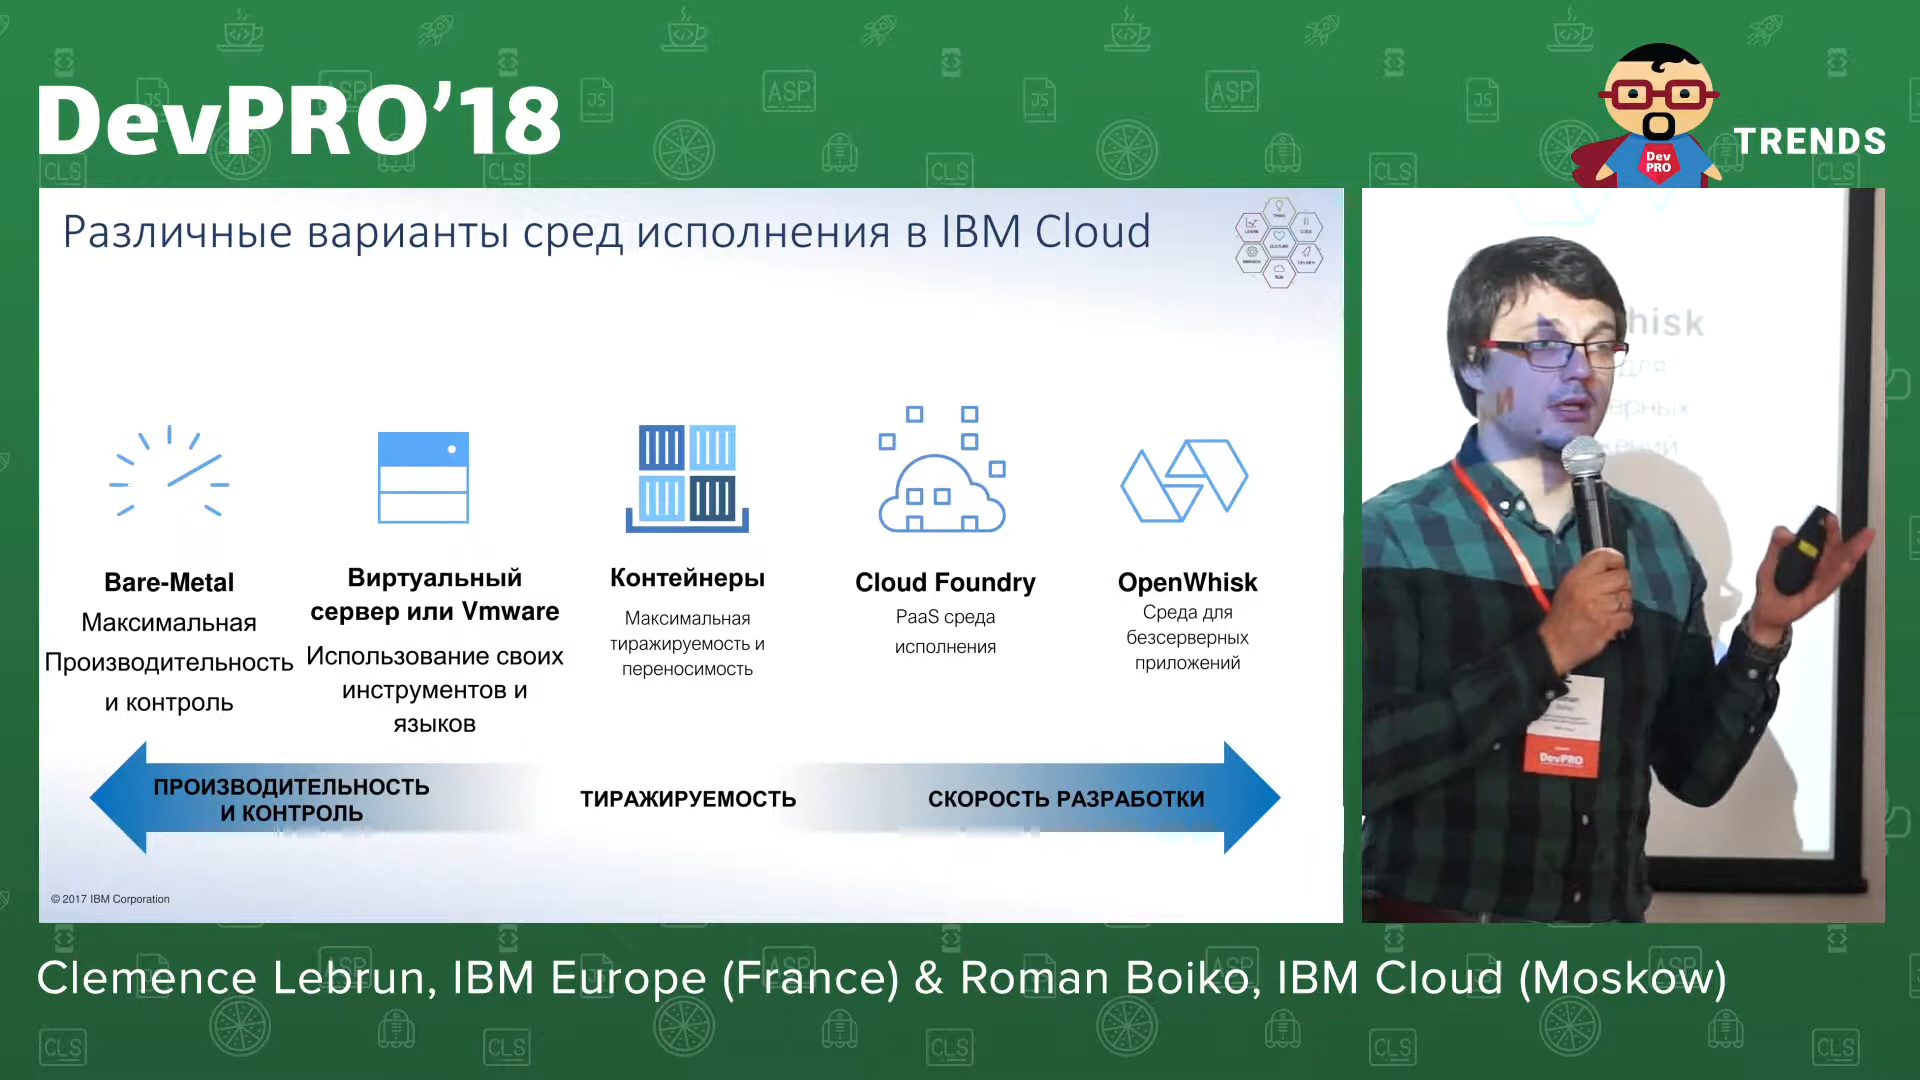 DevPRO’18
Dev
PRO
TRENDS
Различные варианты сред исполнения в IBM Cloud
Bare-Metal
Максимальная
Производительность
и контроль
Виртуальный
сервер или Vmware
Использование своих
инструментов и
языков
Контейнеры
Максимальная
тиражируемость и
переносимость
Cloud Foundry
PaaS среда
исполнения
OpenWhisk
Среда для
безсерверных
приложений
ПРОИЗВОДИТЕЛЬНОСТЬ
И КОНТРОЛЬ
ТИРАЖИРУЕМОСТЬ
СКОРОСТЬ РАЗРАБОТКИ
© 2017 IBM Corporation
hisk
для
DevPRO
Clemence Lebrun, IBM Europe (France) & Roman Boiko, IBM Cloud (Moskow)